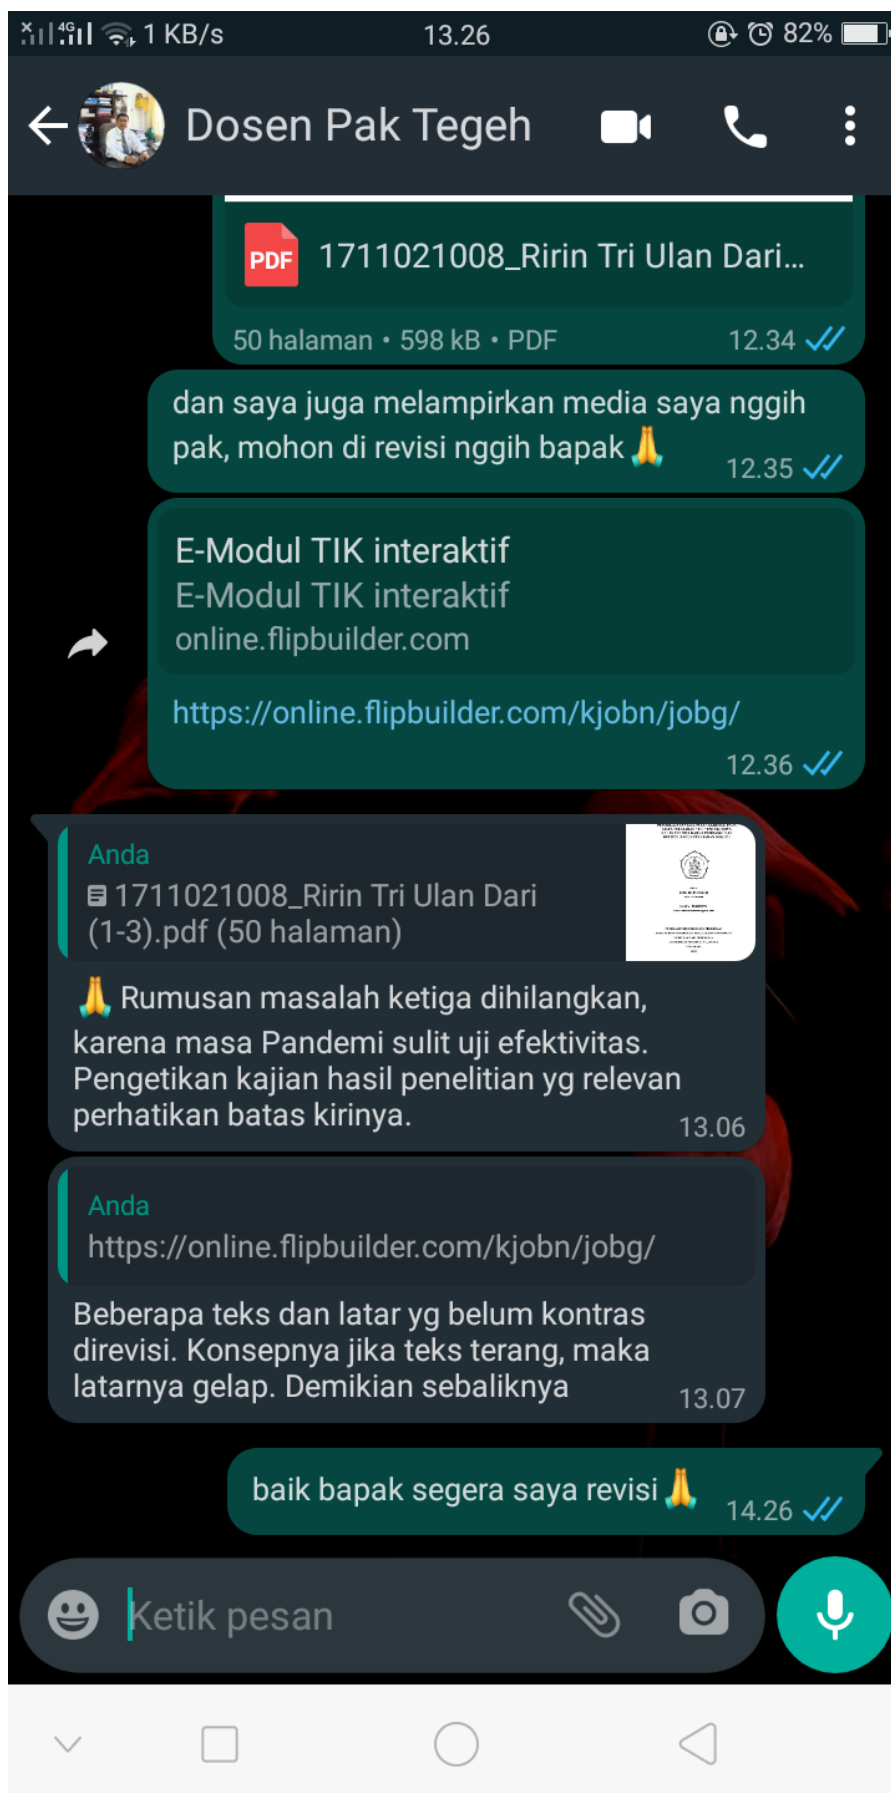 4G 1 KB/s 13.26 82%
Dosen Pak Tegeh
PDF 1711021008_Ririn Tri Ulan Dari...
50 halaman • 598 kB • PDF 12.34
dan saya juga melampirkan media saya nggih
pak, mohon di revisi nggih bapak🙏 12.35
E-Modul TIK interaktif
E-Modul TIK interaktif
online.flipbuilder.com
https://online.flipbuilder.com/kjobn/jobg/
12.36
Anda
1711021008_Ririn Tri Ulan Dari
(1-3).pdf (50 halaman)
🙏 Rumusan masalah ketiga dihilangkan,
karena masa Pandemi sulit uji efektivitas.
Pengetikan kajian hasil penelitian yg relevan
perhatikan batas kirinya. 13.06
Anda
https://online.flipbuilder.com/kjobn/jobg/
Beberapa teks dan latar yg belum kontras
direvisi. Konsepnya jika teks terang, maka
latarnya gelap. Demikian sebaliknya 13.07
baik bapak segera saya revisi🙏 14.26
Ketik pesan